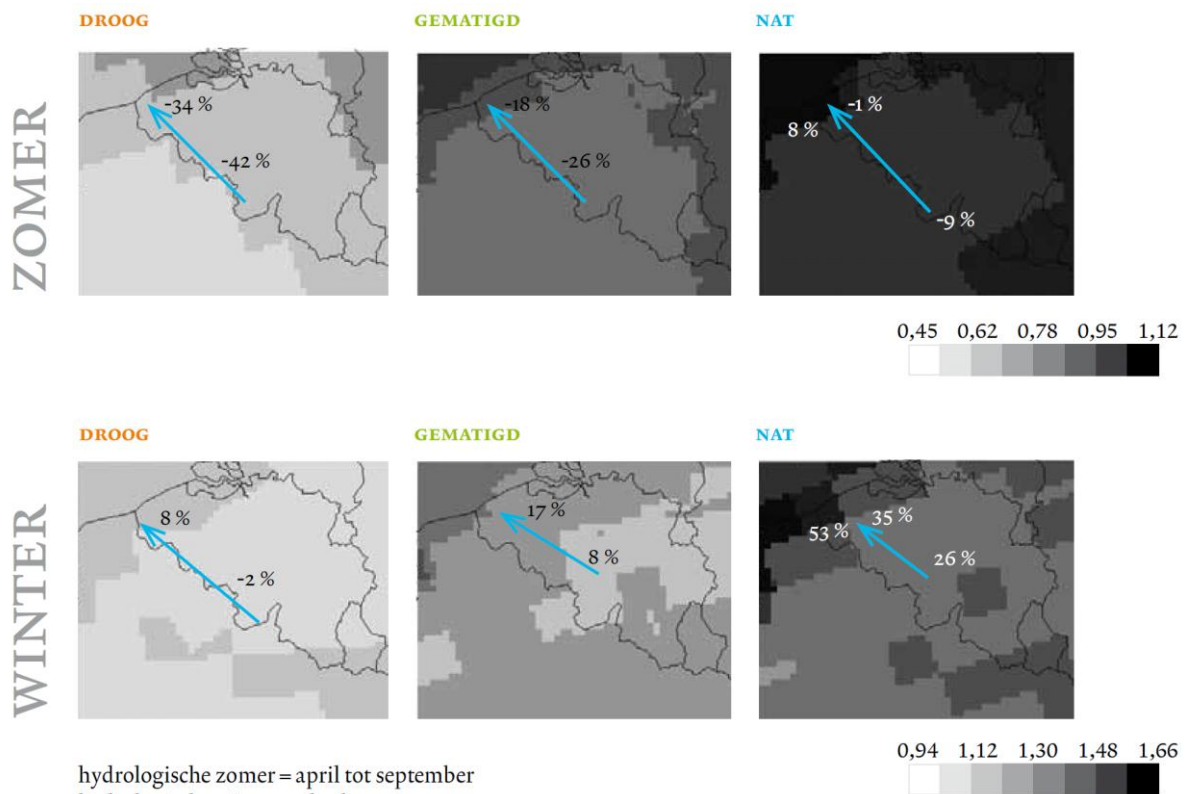 DROOG GEMATIGD NAT
ZOMER
-34 % -18 % -1 %
8 %
-42 % -26 %
-9 %
0,45 0,62 0,78 0,95 1,12
DROOG GEMATIGD NAT
WINTER
8 % 17 % 35 %
53 %
-2 % 8 % 26 %
0,94 1,12 1,30 1,48 1,66
hydrologische zomer = april tot september